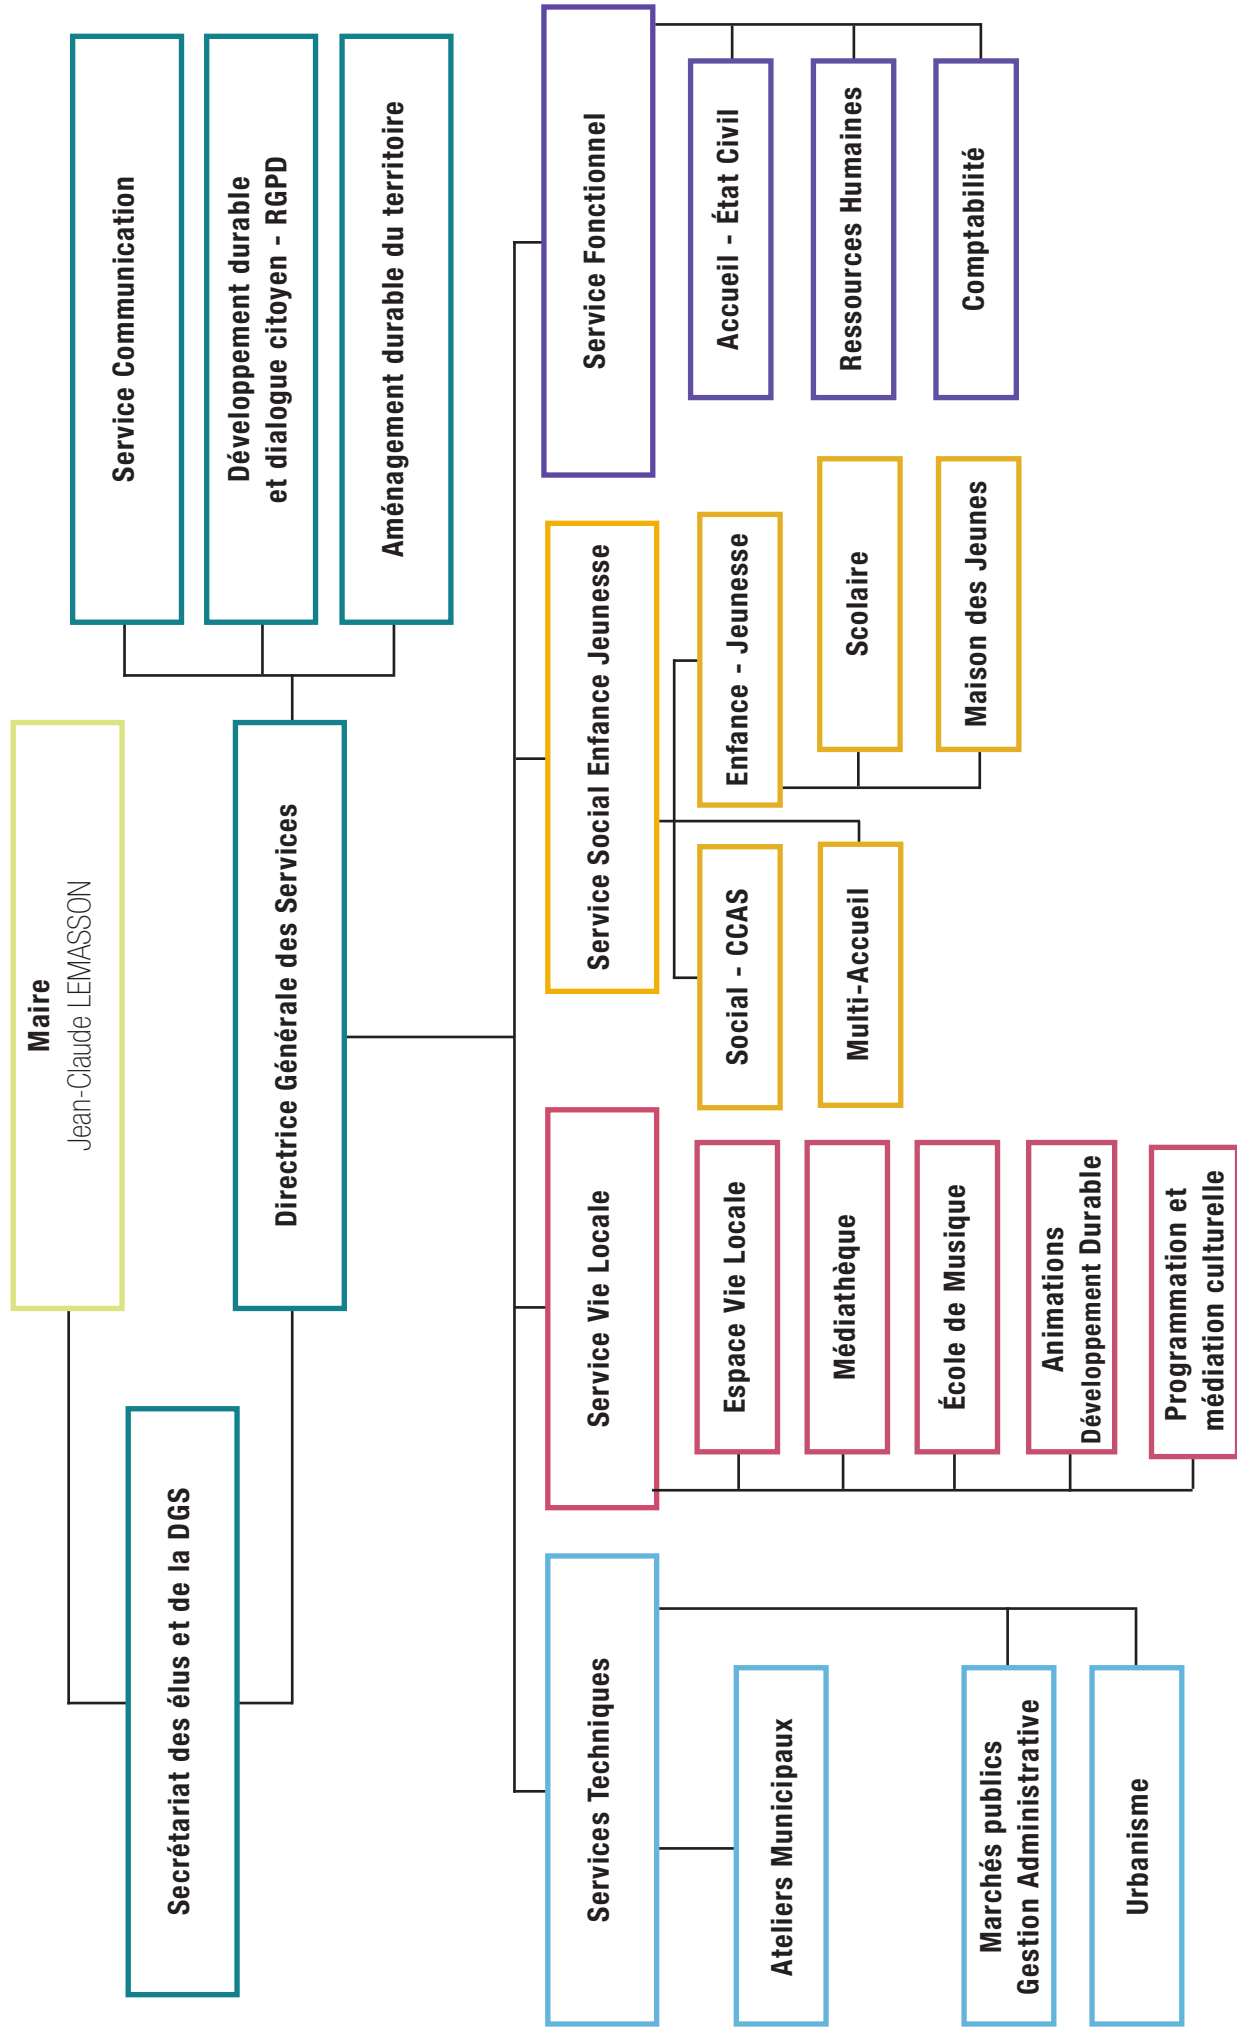 Maire
Jean-Claude LEMASSON
Secrétariat des élus et de la DGS
Directrice Générale des Services
Service Communication
Développement durable
et dialogue citoyen - RGPD
Aménagement durable du territoire
Services Techniques
Ateliers Municipaux
Marchés publics
Gestion Administrative
Urbanisme
Service Vie Locale
Espace Vie Locale
Médiathèque
École de Musique
Animations
Développement Durable
Programmation et
médiation culturelle
Service Social Enfance Jeunesse
Social - CCAS
Multi-Accueil
Enfance - Jeunesse
Scolaire
Maison des Jeunes
Service Fonctionnel
Accueil - État Civil
Ressources Humaines
Comptabilité